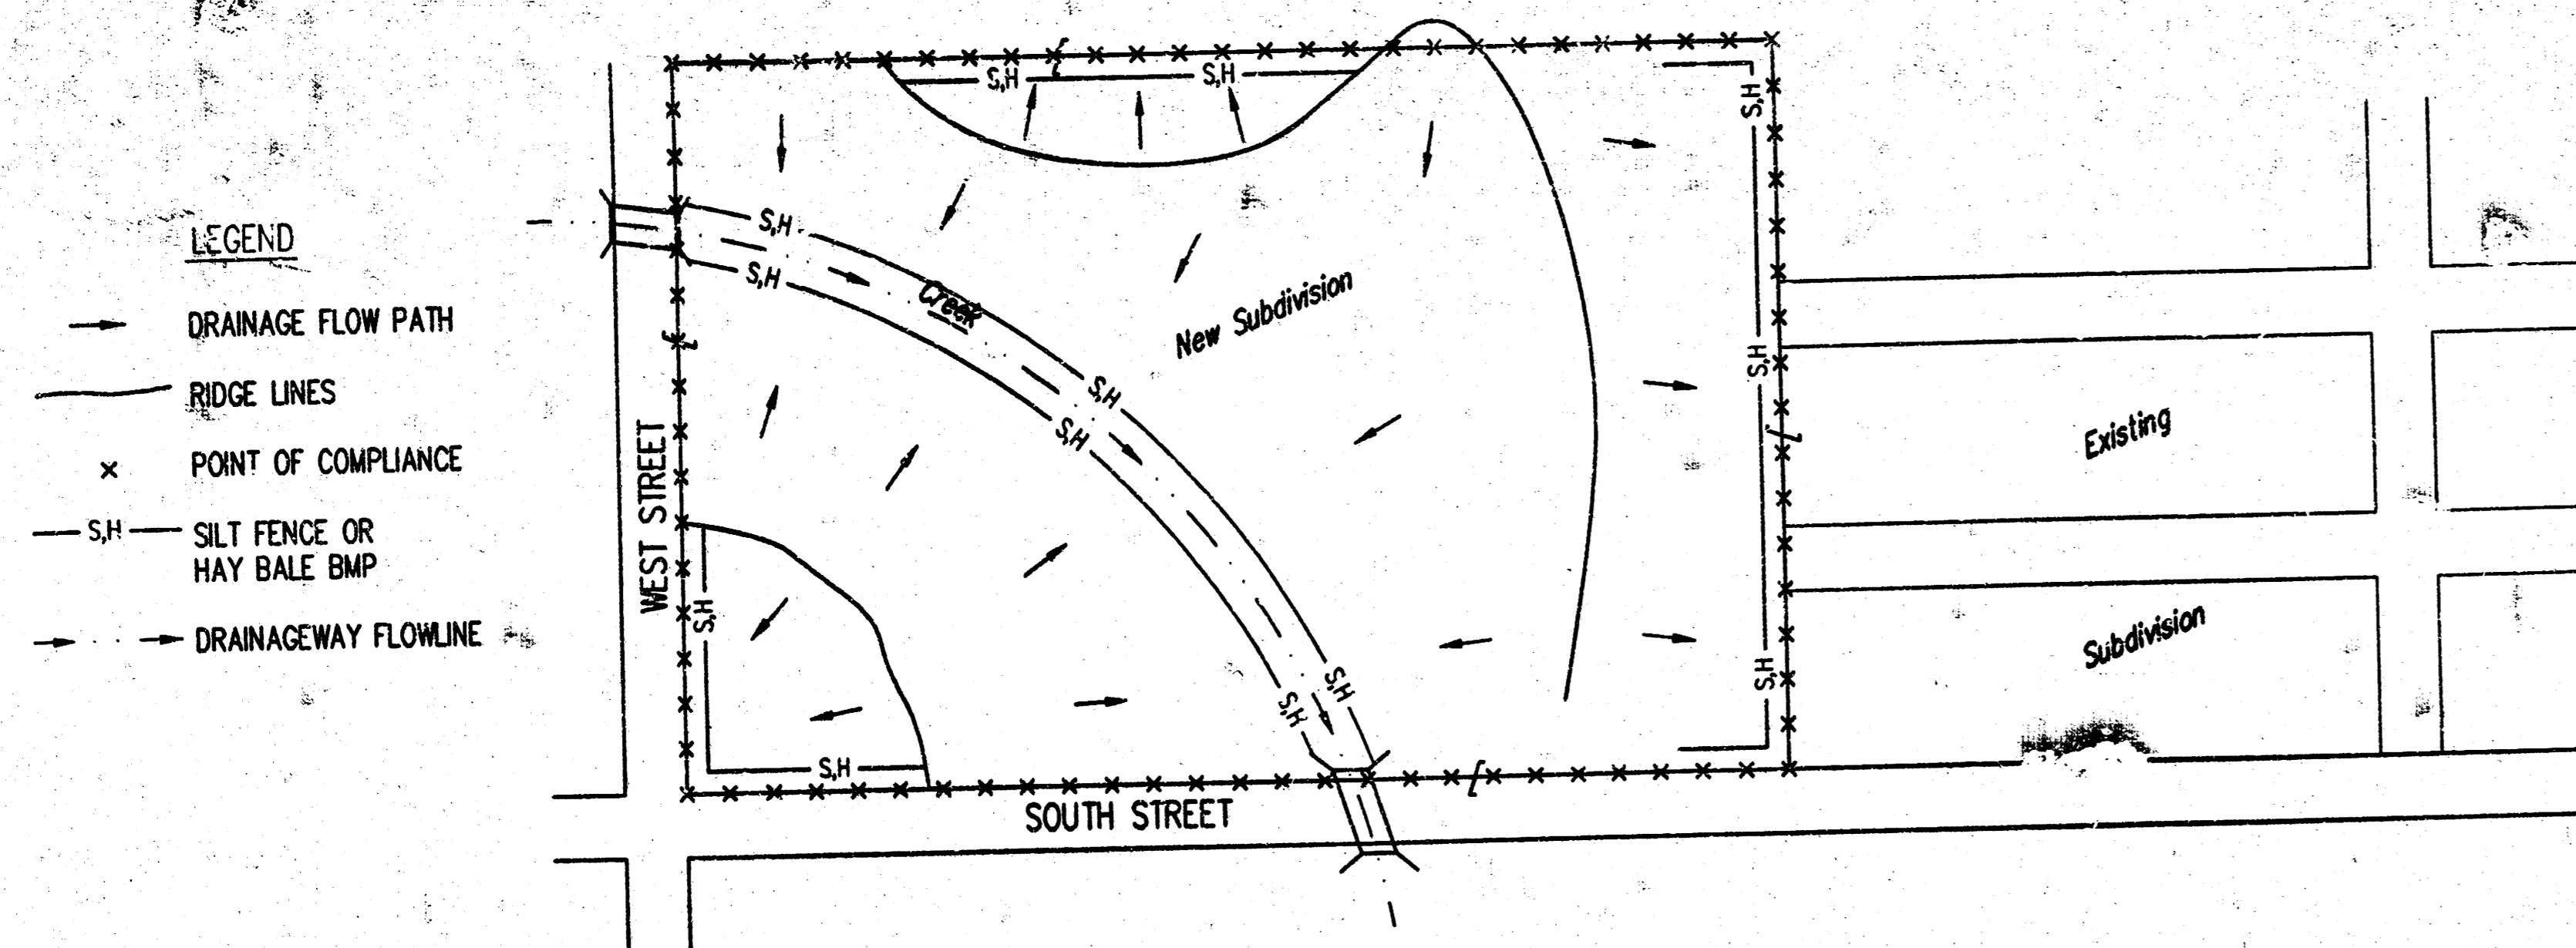 LEGEND
DRAINAGE FLOW PATH
RIDGE LINES
POINT OF COMPLIANCE
S,H
SILT FENCE OR
HAY BALE BMP
DRAINAGEWAY FLOWLINE
S,H
S,H
S,H
S,H
S,H
Creek
New Subdivision
S,H
S,H
S,H
WEST STREET
Existing
S,H
Subdivision
S,H
S,H
S,H
S,H
SOUTH STREET